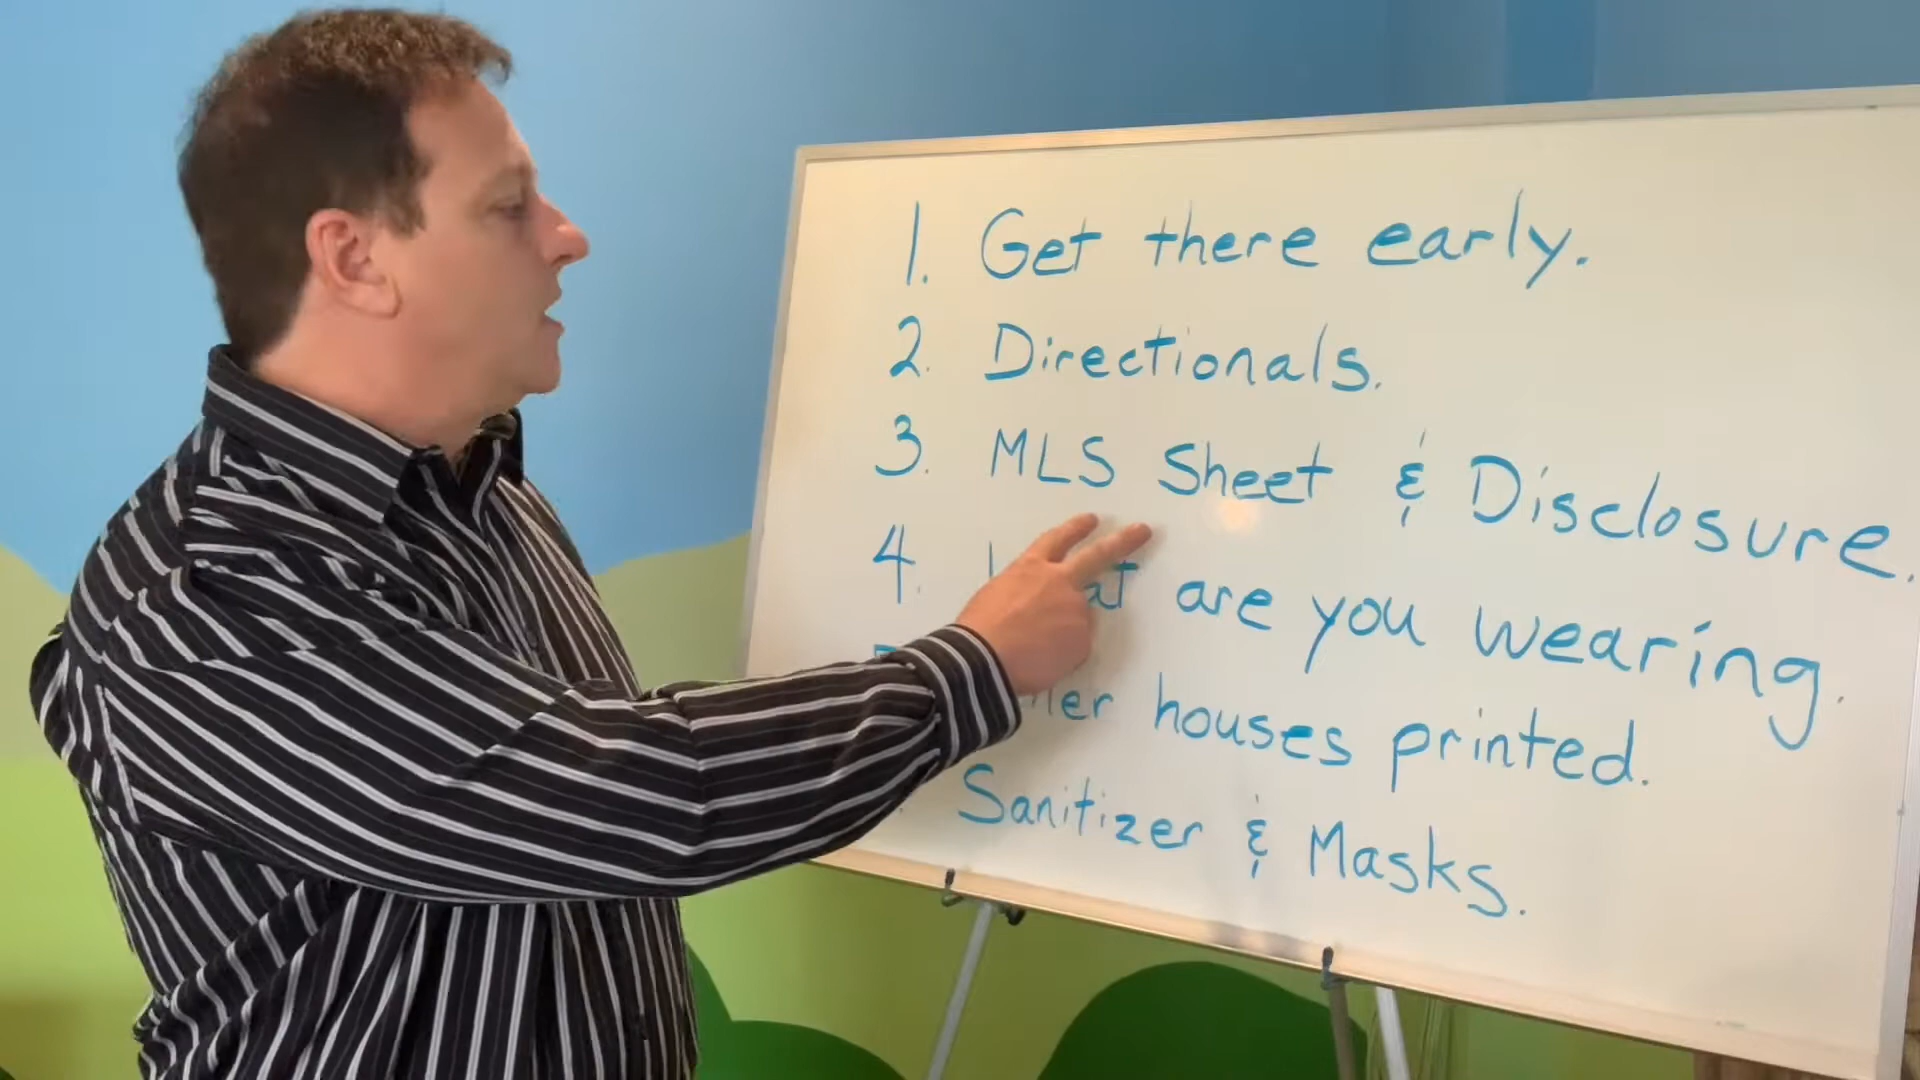 1. Get there early.
2. Directionals.
3. MLS Sheet & Disclosure.
4. are you wearing.
houses printed.
Sanitizer & Masks.